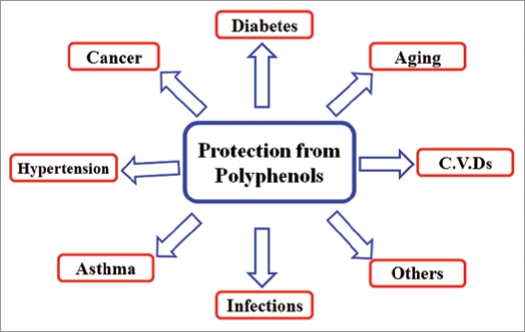 Diabetes
Cancer
Aging
Protection from
Polyphenols
Hypertension
C.V.Ds
Asthma
Others
Infections